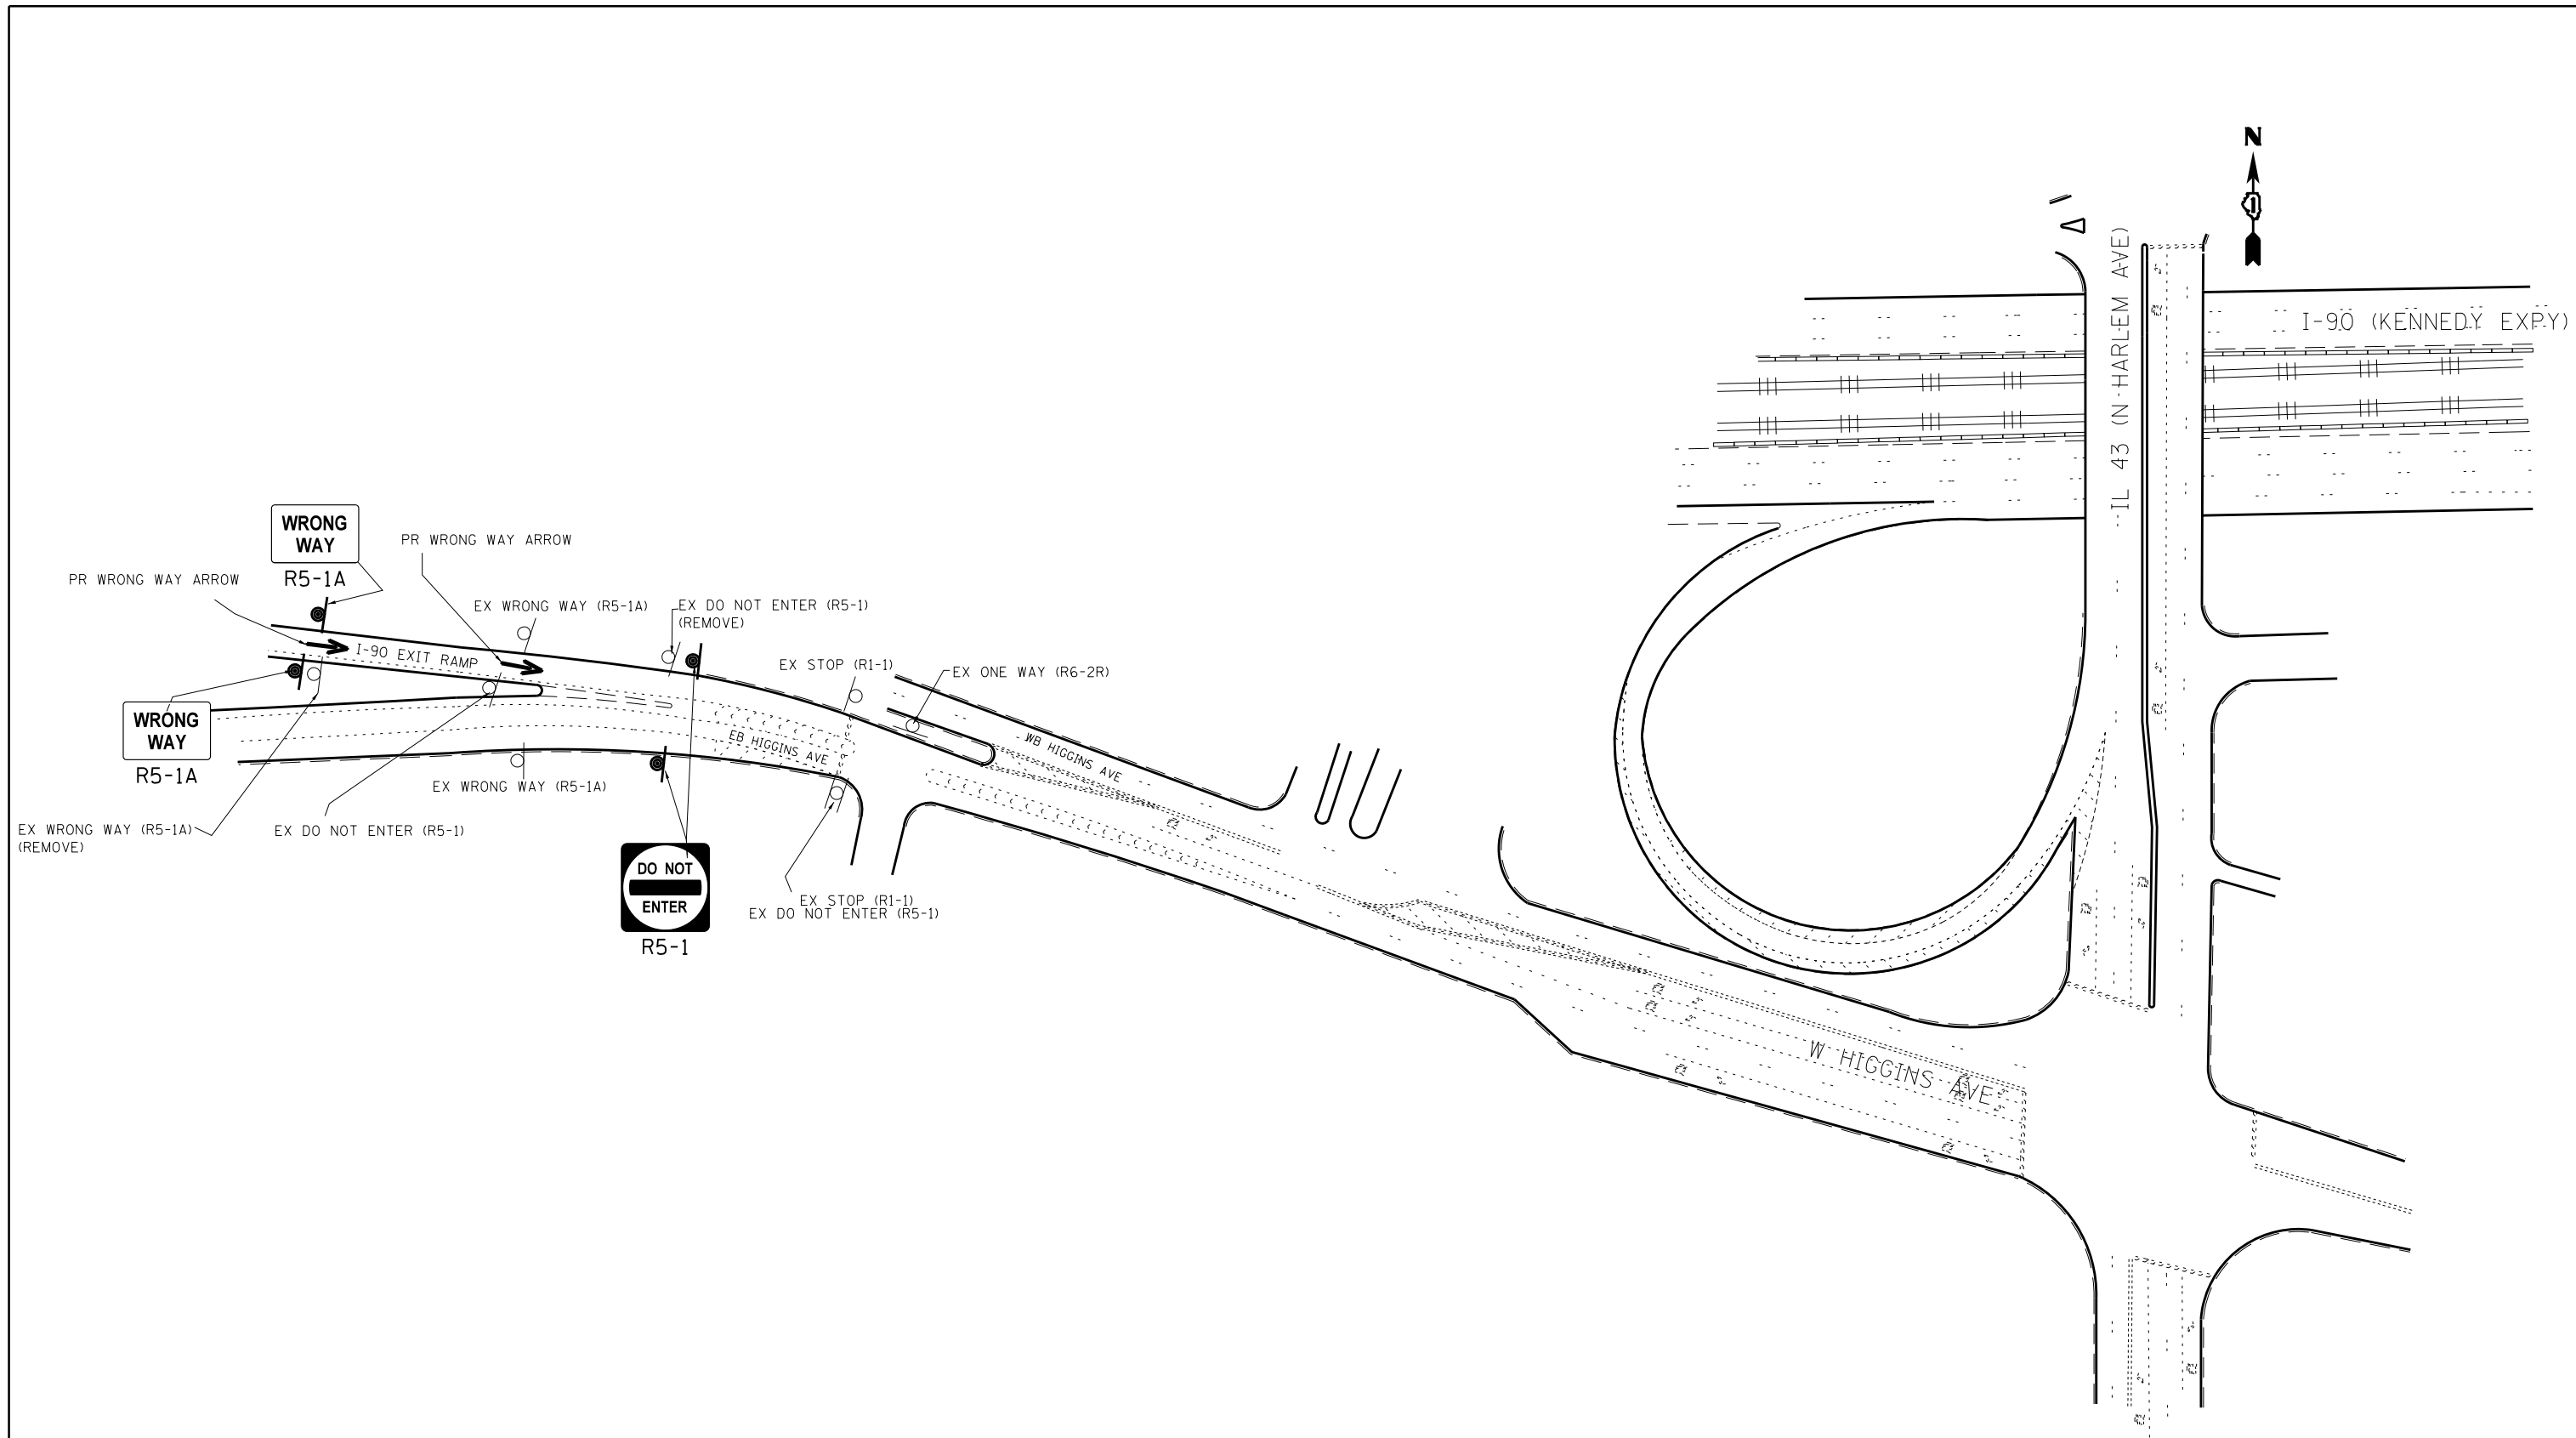 N
IL 43 (N HARLEM AVE)
I-90 (KENNEDY EXPY)
WRONG
WAY
R5-1A
PR WRONG WAY ARROW
PR WRONG WAY ARROW
EX WRONG WAY (R5-1A)
EX DO NOT ENTER (R5-1)
(REMOVE)
I-90 EXIT RAMP
EX STOP (R1-1)
EX ONE WAY (R6-2R)
WRONG
WAY
R5-1A
EB HIGGINS AVE
WB HIGGINS AVE
EX WRONG WAY (R5-1A)
EX WRONG WAY (R5-1A)
(REMOVE)
EX DO NOT ENTER (R5-1)
DO NOT
ENTER
R5-1
EX STOP (R1-1)
EX DO NOT ENTER (R5-1)
W HIGGINS AVE